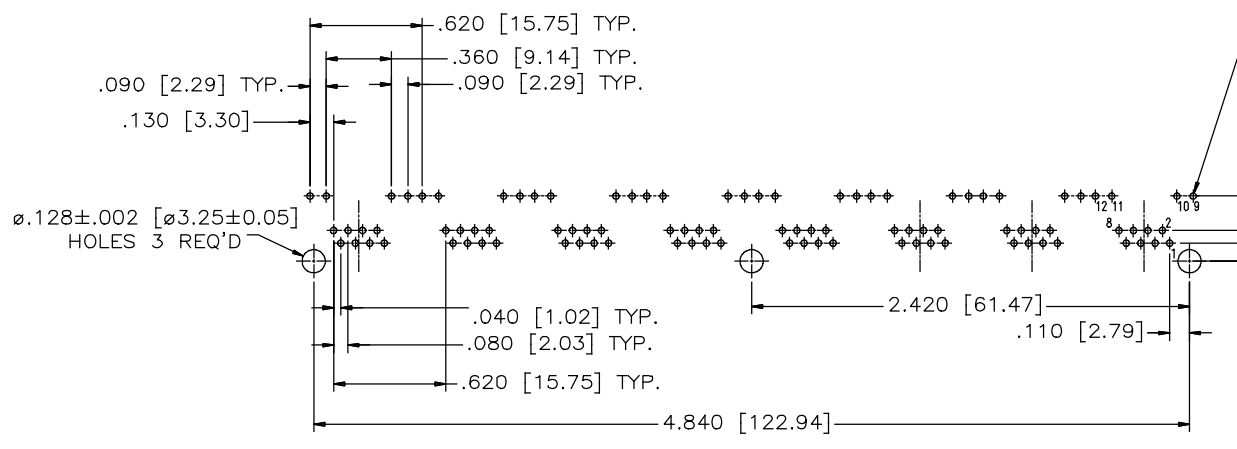 .620 [15.75] TYP.
.360 [9.14] TYP.
.090 [2.29] TYP.
.090 [2.29] TYP.
.130 [3.30]
12 11
10 9
ø.128±.002 [ø3.25±0.05]
HOLES 3 REQ'D
8
2
1
2.420 [61.47]
.040 [1.02] TYP.
.110 [2.79]
.080 [2.03] TYP.
.620 [15.75] TYP.
4.840 [122.94]